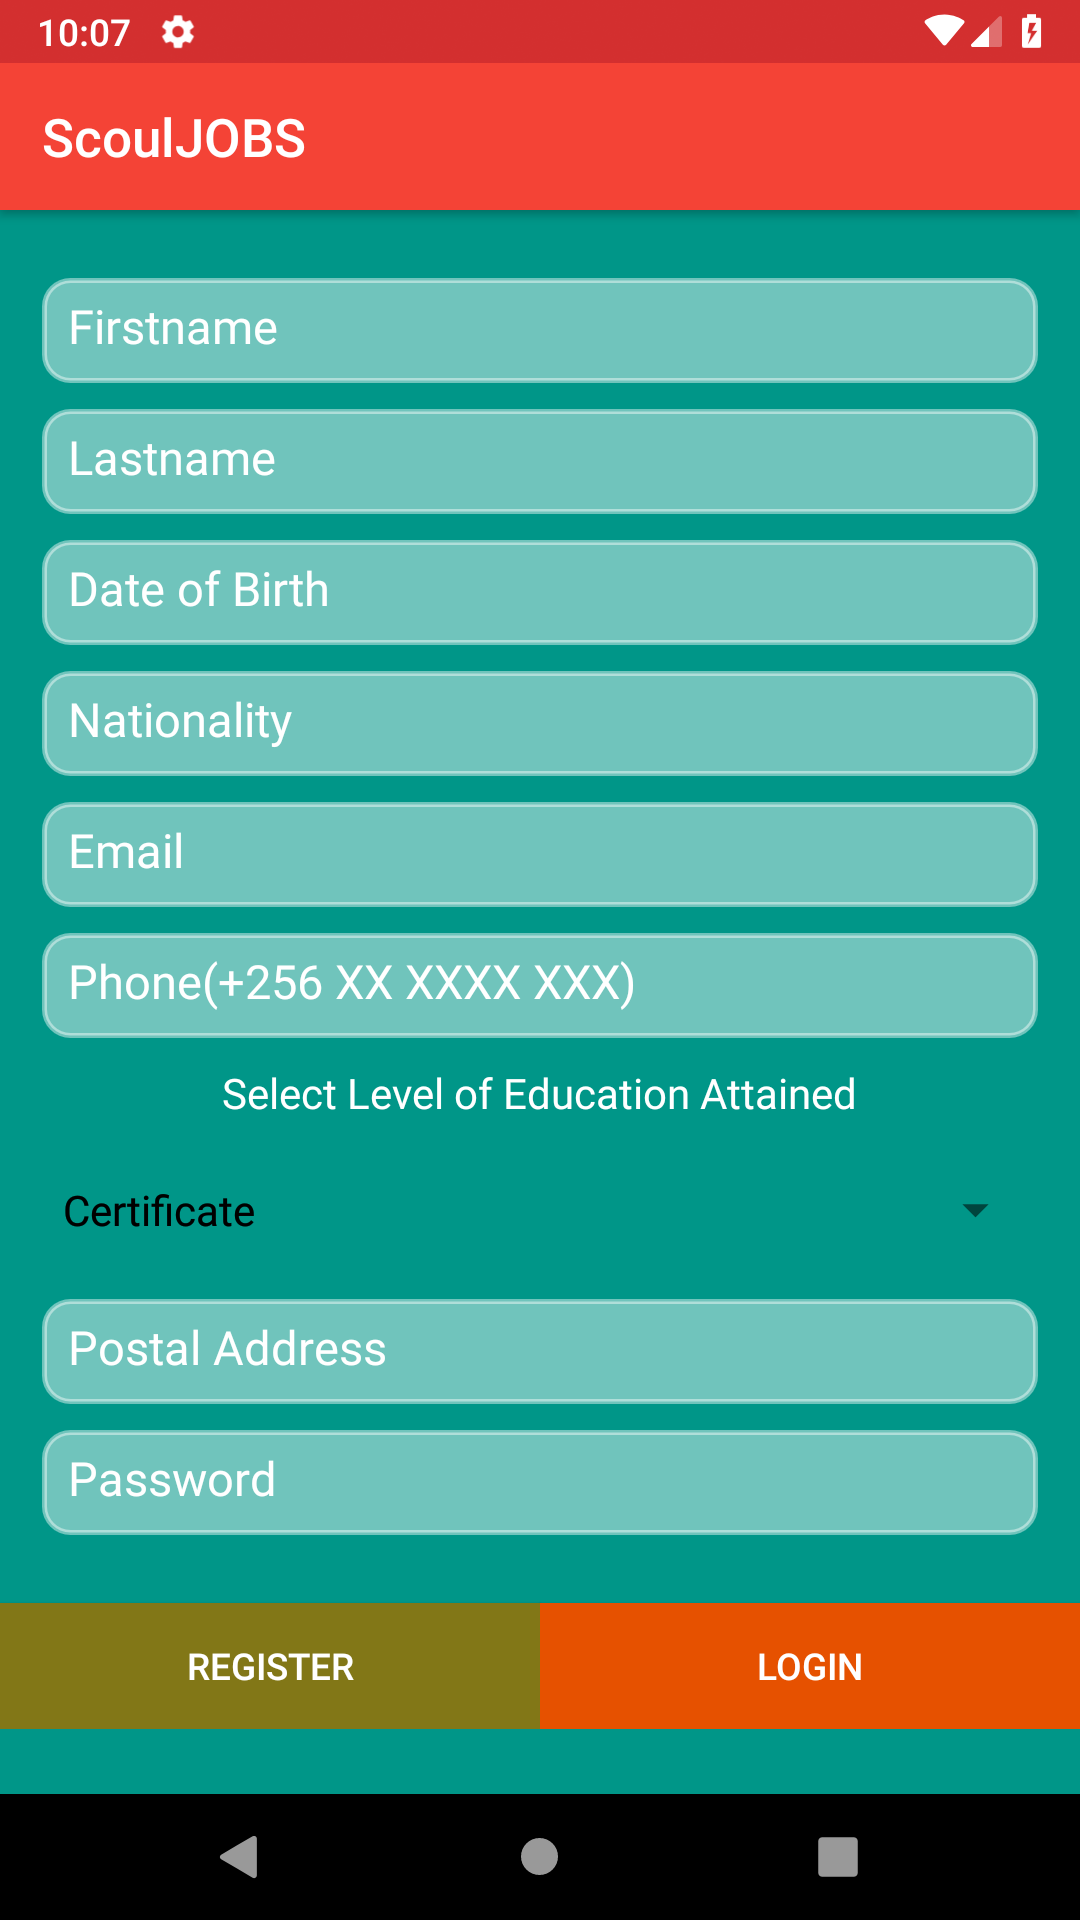 10:07
ScoulJOBS
Firstname
Lastname
Date of Birth
Nationality
Email
Phone(+256 XX XXXX XXX)
Select Level of Education Attained
Certificate
Postal Address
Password
REGISTER
LOGIN